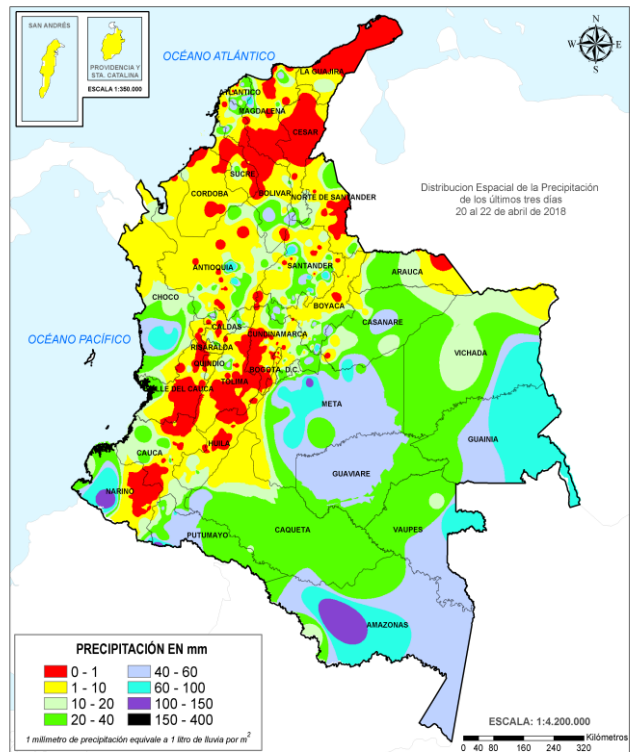 SAN ANDRÉS
PROVIDENCIA Y
STA. CATALINA
ESCALA 1:350.000
OCÉANO ATLÁNTICO
N
W E
S
LA GUAJIRA
ATLANTICO
MAGDALENA
CESAR
SUCRE
CORDOBA
BOLIVAR
NORTE DE SANTANDER
Distribucion Espacial de la Precipitación
de los últimos tres días
20 al 22 de abril de 2018
ANTIOQUIA
SANTANDER
ARAUCA
CHOCO
BOYACA
CASANARE
OCÉANO PACÍFICO
CALDAS
CUNDINAMARCA
RISARALDA
VICHADA
QUINDIO
BOGOTA, D.C.
TOLIMA
VALLE DEL CAUCA
META
GUAINIA
HUILA
CAUCA
GUAVIARE
NARIÑO
PUTUMAYO
CAQUETA
VAUPES
AMAZONAS
PRECIPITACIÓN EN mm
0 - 1 40 - 60
1 - 10 60 - 100
10 - 20 100 - 150
20 - 40 150 - 400
1 milímetro de precipitación equivale a 1 litro de lluvia por m²
ESCALA: 1:4.200.000
Kilómetros
0 40 80 160 240 320